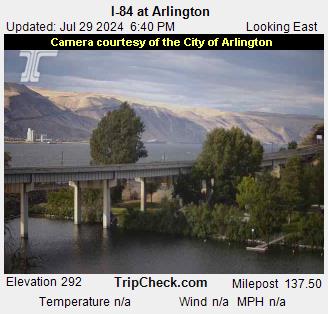 I-84 at Arlington
Updated: Jul 29 2024 6:40 PM Looking East
Camera courtesy of the City of Arlington
Elevation 292 TripCheck.com Milepost 137.50
Temperature n/a Wind n/a MPH n/a